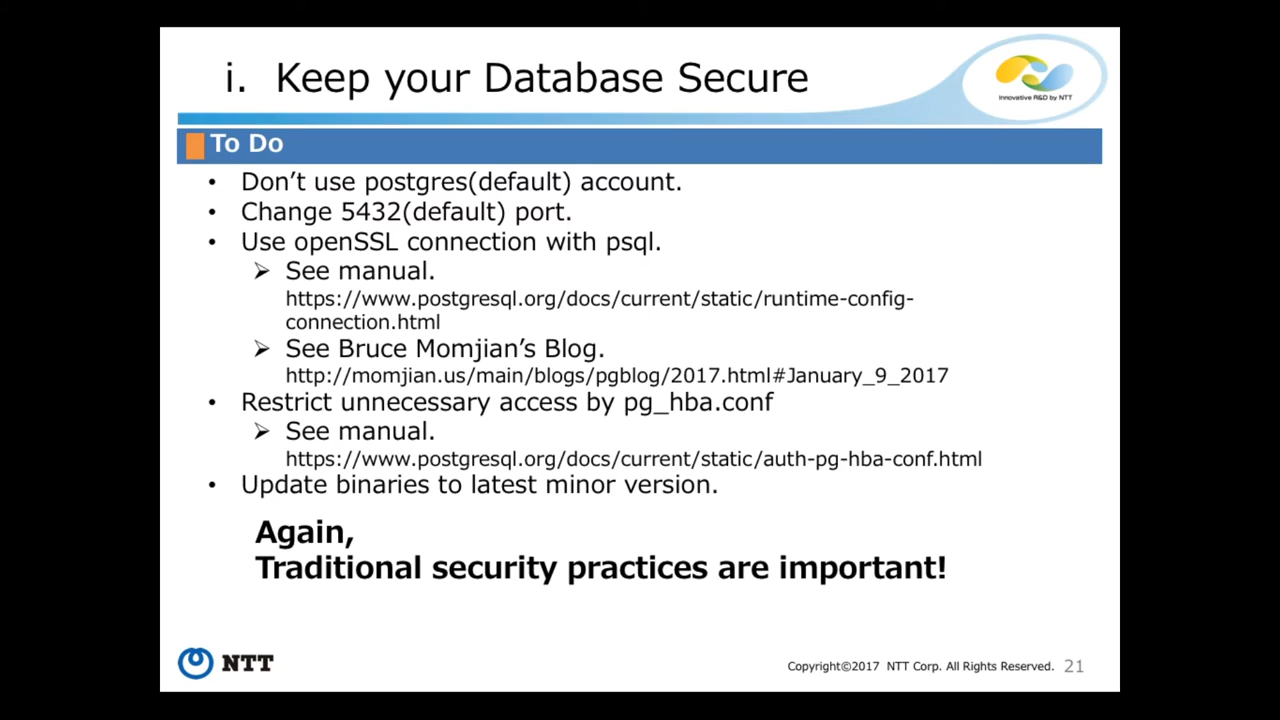 i. Keep your Database Secure
Innovative R&D by NTT
To Do
• Don’t use postgres(default) account.
• Change 5432(default) port.
• Use openSSL connection with psql.
➢ See manual.
https://www.postgresql.org/docs/current/static/runtime-config-
connection.html
➢ See Bruce Momjian’s Blog.
http://momjian.us/main/blogs/pgblog/2017.html#January_9_2017
• Restrict unnecessary access by pg_hba.conf
➢ See manual.
https://www.postgresql.org/docs/current/static/auth-pg-hba-conf.html
• Update binaries to latest minor version.
Again,
Traditional security practices are important!
NTT
Copyright©2017 NTT Corp. All Rights Reserved. 21